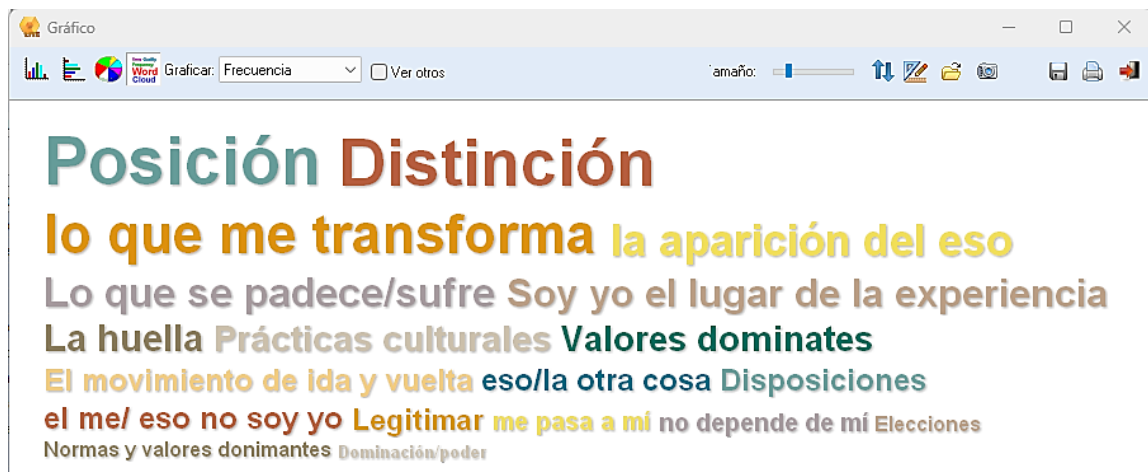 Gráfico
Word Cloud Graficar: Frecuencia Ver otros amaño:
Posición Distinción
lo que me transforma la aparición del eso
Lo que se padece/sufre Soy yo el lugar de la experiencia
La huella Prácticas culturales Valores dominates
El movimiento de ida y vuelta eso/la otra cosa Disposiciones
el me/ eso no soy yo Legitimar me pasa a mí no depende de mí Elecciones
Normas y valores donimantes Dominación/poder